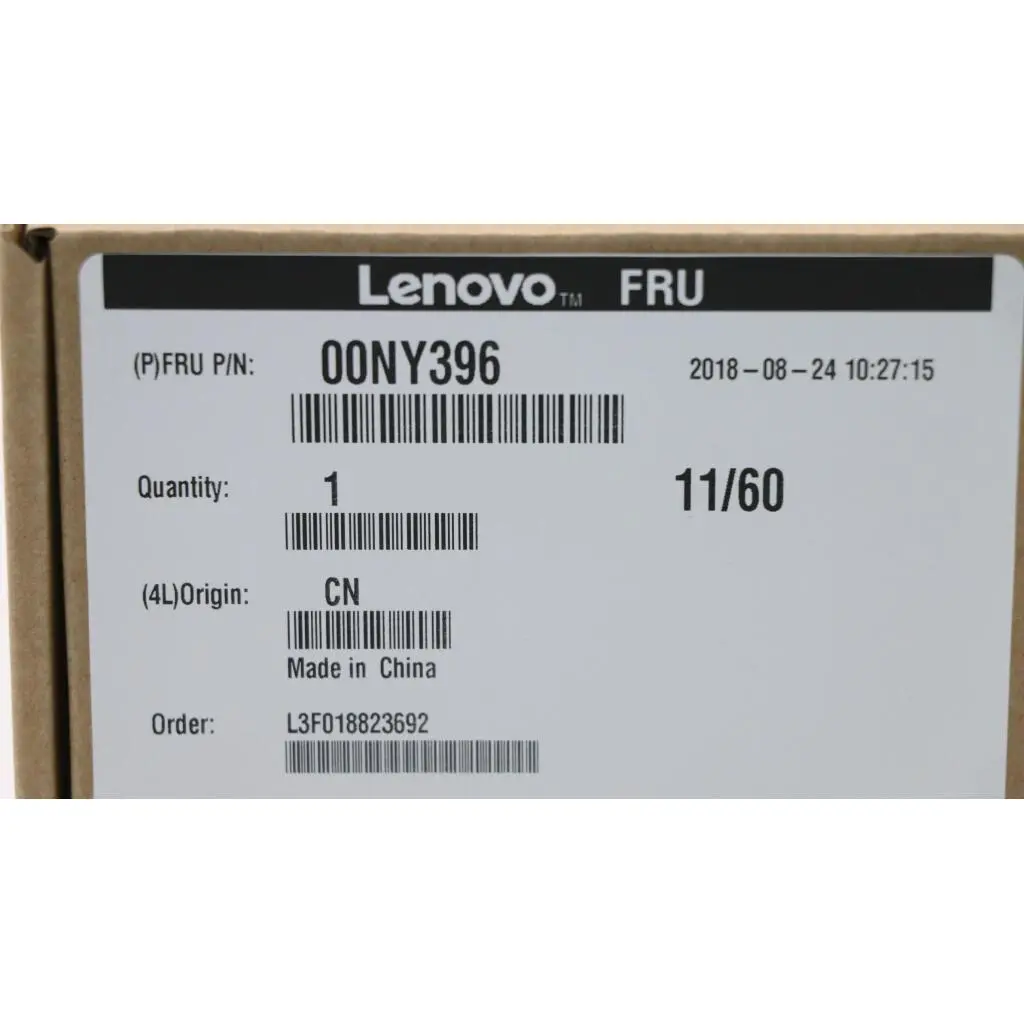 Lenovo™ FRU
(P)FRU P/N: 00NY396 2018-08-24 10:27:15
Quantity: 1 11/60
(4L)Origin: CN
Made in China
Order: L3F018823692